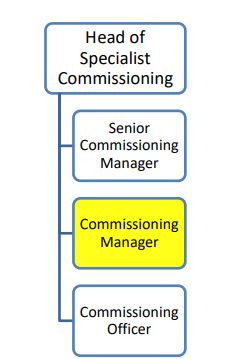 Head of
Specialist
Commissioning
Senior
Commissioning
Manager
Commissioning
Manager
Commissioning
Officer